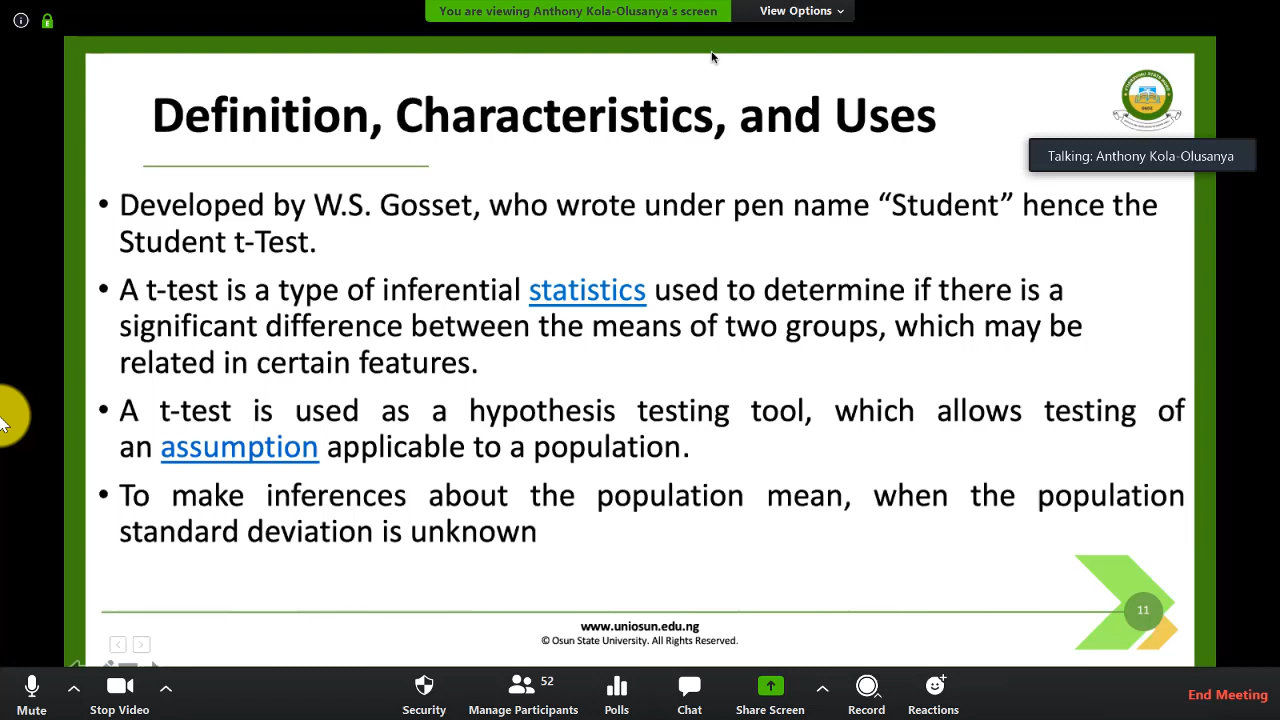 You are viewing Anthony Kola-Olusanya's screen View Options
Definition, Characteristics, and Uses
Talking: Anthony Kola-Olusanya
• Developed by W.S. Gosset, who wrote under pen name “Student” hence the
Student t-Test.
• A t-test is a type of inferential statistics used to determine if there is a
significant difference between the means of two groups, which may be
related in certain features.
• A t-test is used as a hypothesis testing tool, which allows testing of
an assumption applicable to a population.
• To make inferences about the population mean, when the population
standard deviation is unknown
11
www.uniosun.edu.ng
© Osun State University. All Rights Reserved.
52
Mute Stop Video Security Manage Participants Polls Chat Share Screen Record Reactions End Meeting